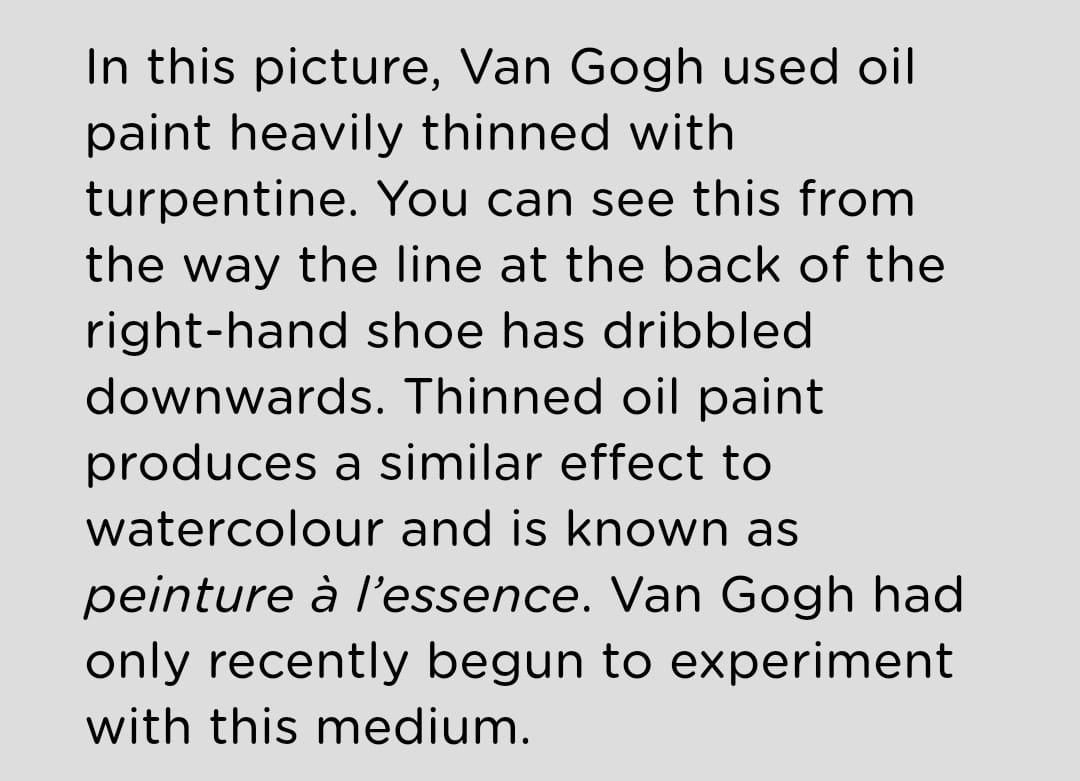 In this picture, Van Gogh used oil
paint heavily thinned with
turpentine. You can see this from
the way the line at the back of the
right-hand shoe has dribbled
downwards. Thinned oil paint
produces a similar effect to
watercolour and is known as
peinture à l’essence. Van Gogh had
only recently begun to experiment
with this medium.